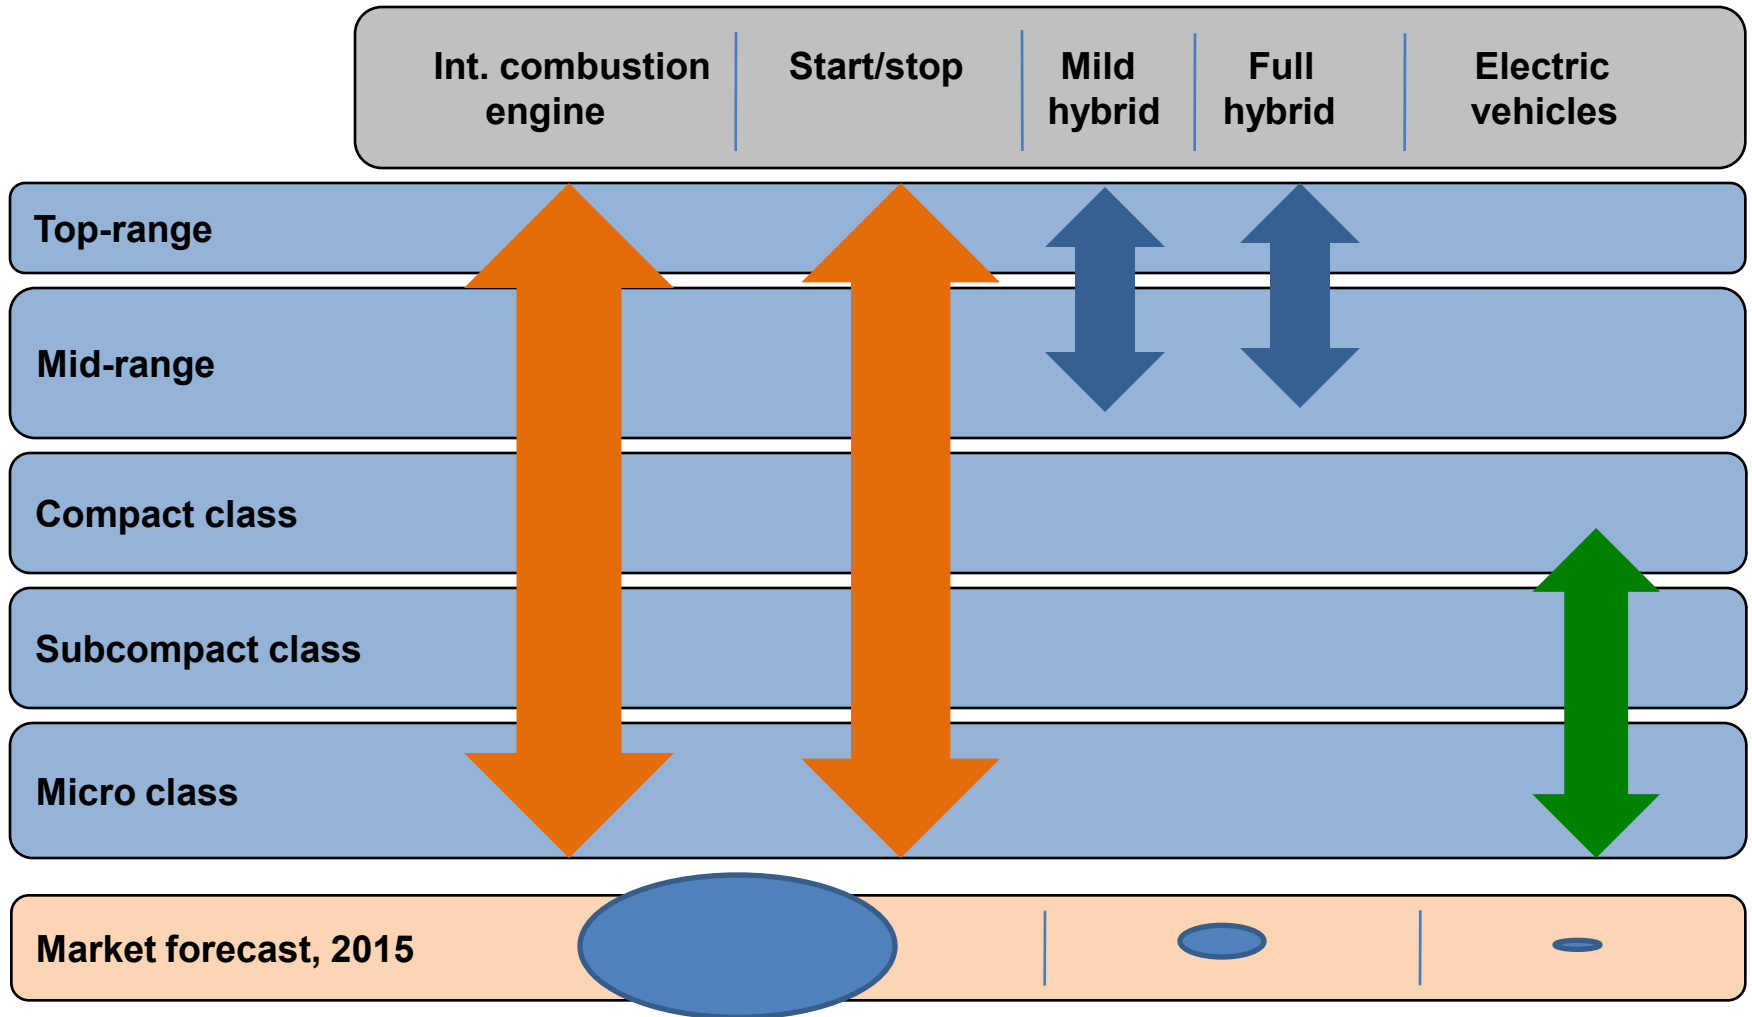 Int. combustion engine
Start/stop
Mild hybrid
Full hybrid
Electric vehicles
Top-range
Mid-range
Compact class
Subcompact class
Micro class
Market forecast, 2015